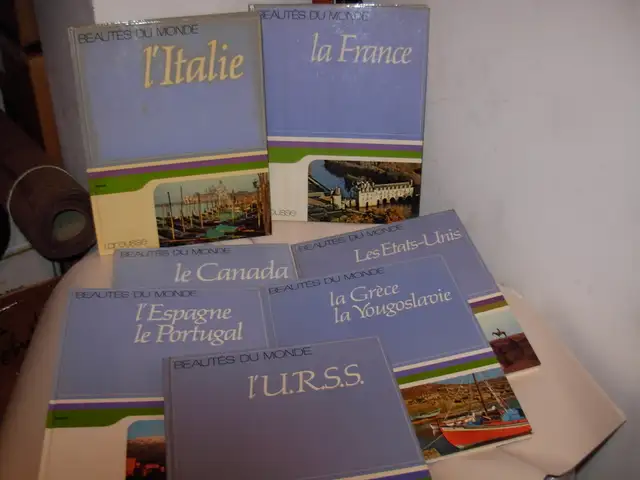 BEAUTÉS DU MONDE
l'Italie
Larousse
BEAUTÉS DU MONDE
la France
BEAUTÉS DU MONDE
le Canada
BEAUTÉS DU MONDE
Les Etats-Unis
BEAUTÉS DU MONDE
l'Espagne
le Portugal
BEAUTÉS DU MONDE
la Grèce
la Yougoslavie
BEAUTÉS DU MONDE
l'U.R.S.S.